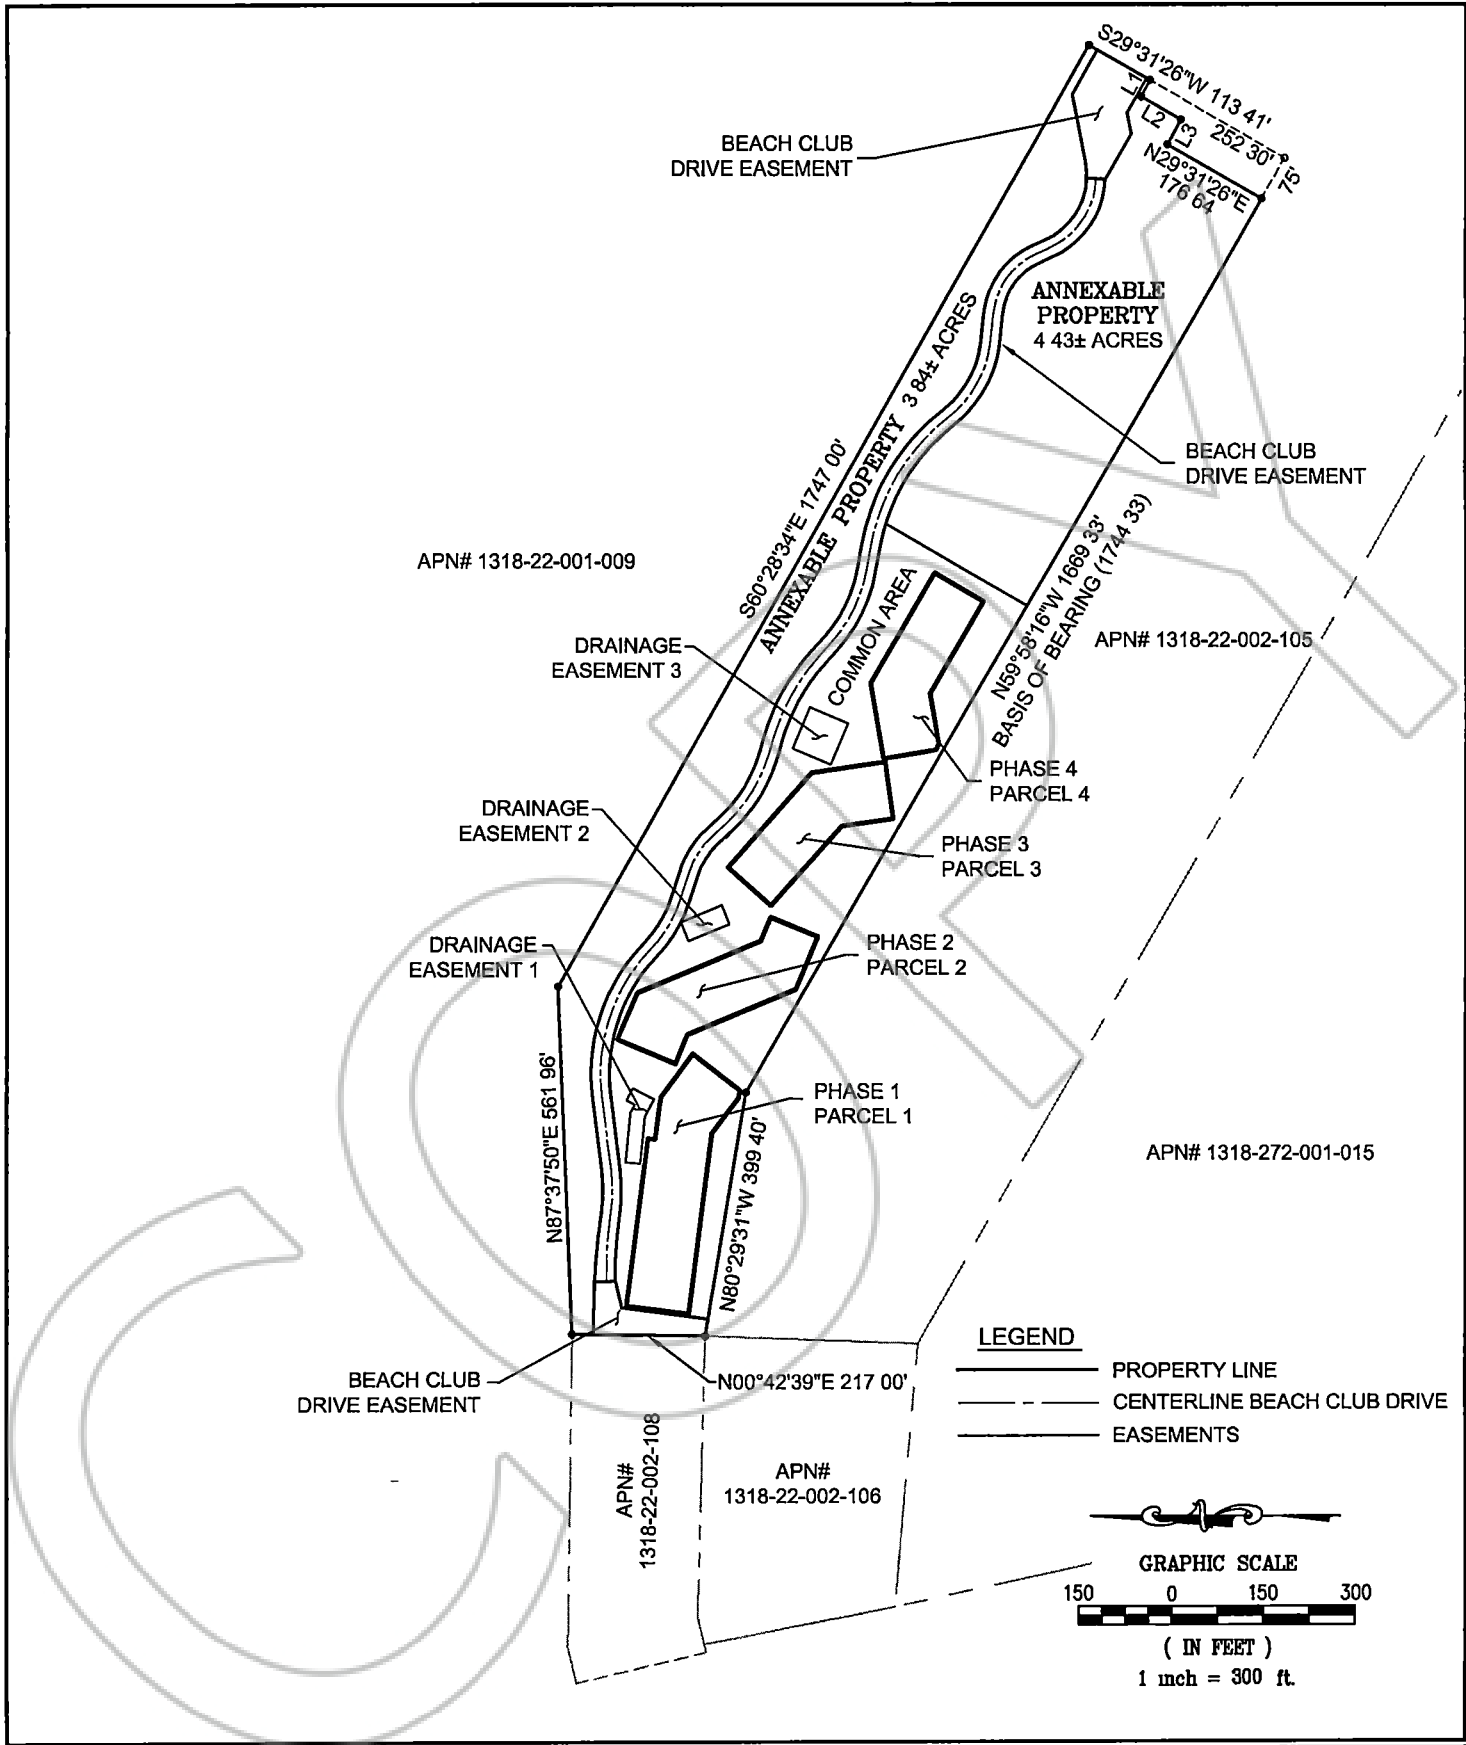 S29°31'26"W 113 41'
L1
L2
L3
252 30'
75'
N29°31'26"E
176 64
BEACH CLUB
DRIVE EASEMENT
ANNEXABLE
PROPERTY
4 43± ACRES
ANNEXABLE PROPERTY 3 84± ACRES
S60°28'34"E 1747 00'
BEACH CLUB
DRIVE EASEMENT
APN# 1318-22-001-009
N59°58'16"W 1669 33'
BASIS OF BEARING (1744 33)
APN# 1318-22-002-105
COMMON AREA
DRAINAGE
EASEMENT 3
PHASE 4
PARCEL 4
DRAINAGE
EASEMENT 2
PHASE 3
PARCEL 3
DRAINAGE
EASEMENT 1
PHASE 2
PARCEL 2
PHASE 1
PARCEL 1
N87°37'50"E 561 96'
N80°29'31"W 399 40'
APN# 1318-272-001-015
BEACH CLUB
DRIVE EASEMENT
N00°42'39"E 217 00'
APN#
1318-22-002-108
APN#
1318-22-002-106
LEGEND
PROPERTY LINE
CENTERLINE BEACH CLUB DRIVE
EASEMENTS
GRAPHIC SCALE
150 0 150 300
( IN FEET )
1 inch = 300 ft.
COPY